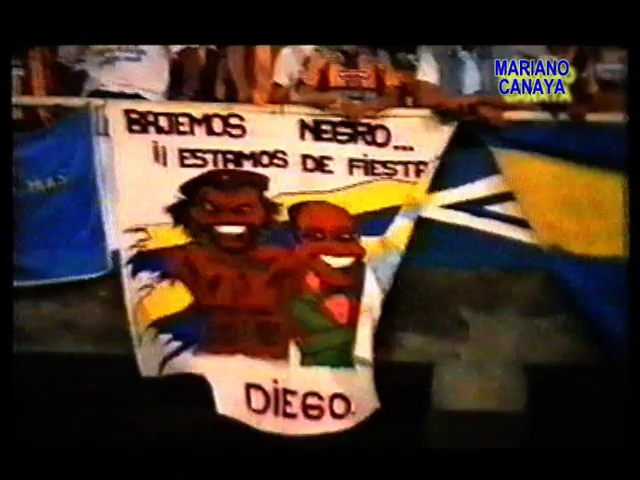 MARIANO
CANAYA
BAJEMOS NEGRO...
¡¡ ESTAMOS DE FIESTA
DIEGO.